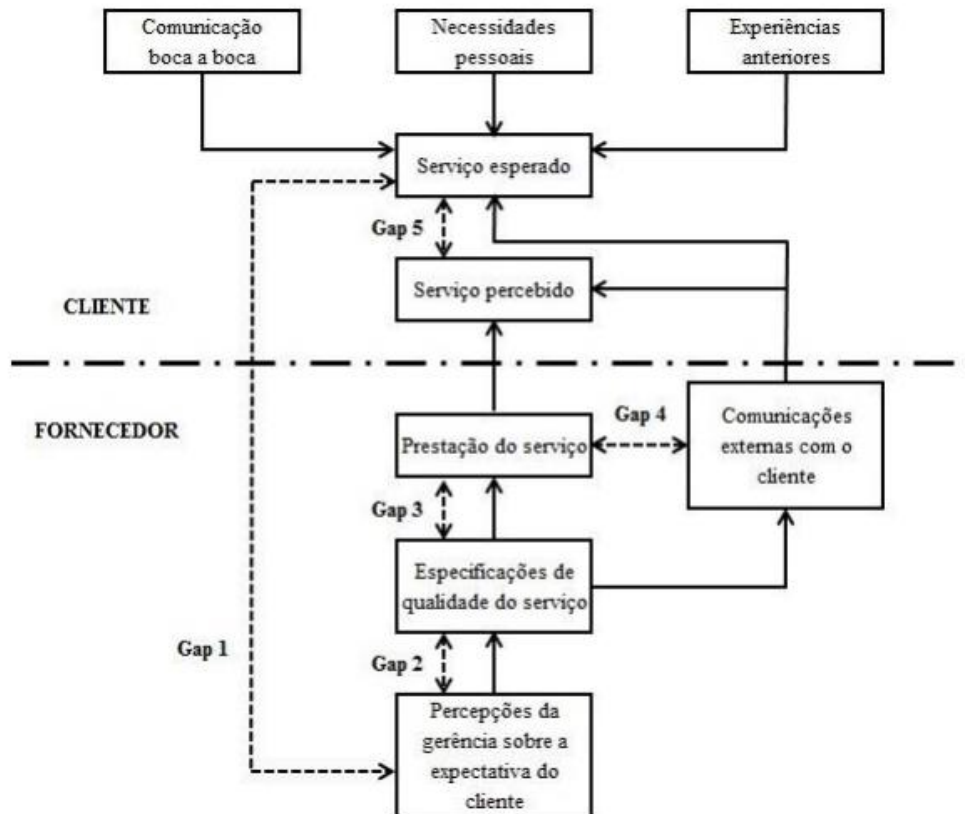 Comunicação
boca a boca
Necessidades
pessoais
Experiências
anteriores
Serviço esperado
Gap 5
Serviço percebido
CLIENTE
FORNECEDOR
Gap 4
Comunicações
externas com o
cliente
Prestação do serviço
Gap 3
Especificações de
qualidade do serviço
Gap 1
Gap 2
Percepções da
gerência sobre a
expectativa do
cliente